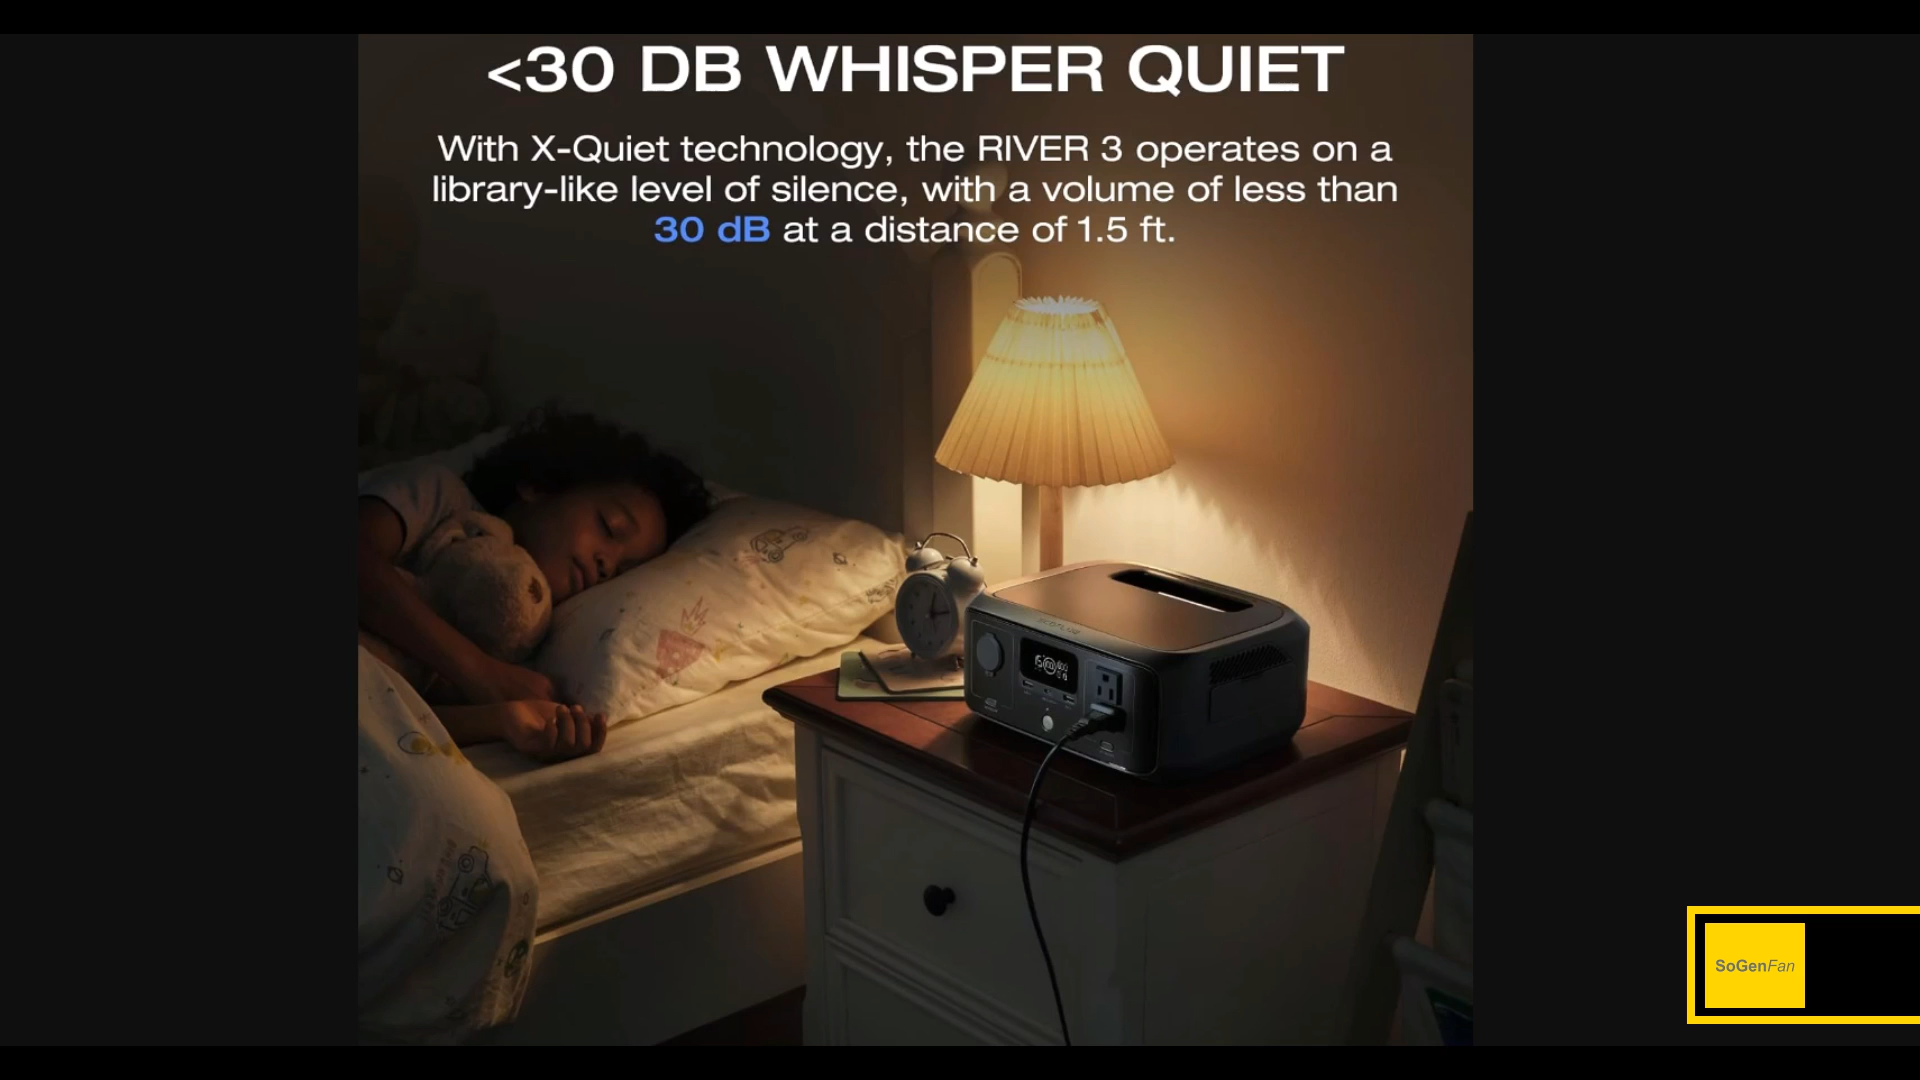 <30 DB WHISPER QUIET
With X-Quiet technology, the RIVER 3 operates on a
library-like level of silence, with a volume of less than
30 dB at a distance of 1.5 ft.
ECOFLOW
SoGenFan